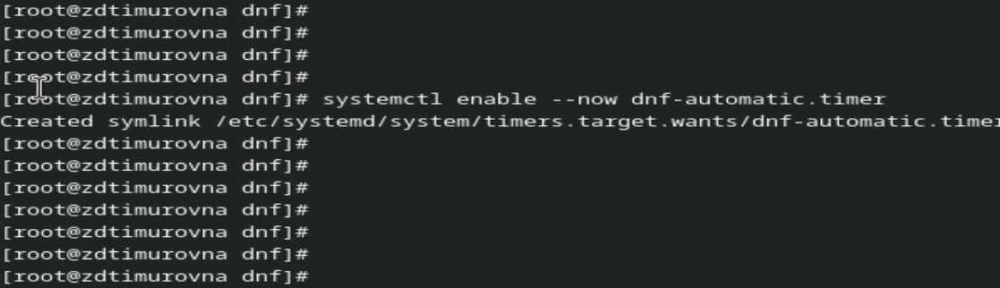 [root@zdtimurovna dnf]#
[root@zdtimurovna dnf]#
[root@zdtimurovna dnf]#
[root@zdtimurovna dnf]#
[root@zdtimurovna dnf]# systemctl enable --now dnf-automatic.timer
Created symlink /etc/systemd/system/timers.target.wants/dnf-automatic.timer
[root@zdtimurovna dnf]#
[root@zdtimurovna dnf]#
[root@zdtimurovna dnf]#
[root@zdtimurovna dnf]#
[root@zdtimurovna dnf]#
[root@zdtimurovna dnf]#
[root@zdtimurovna dnf]#